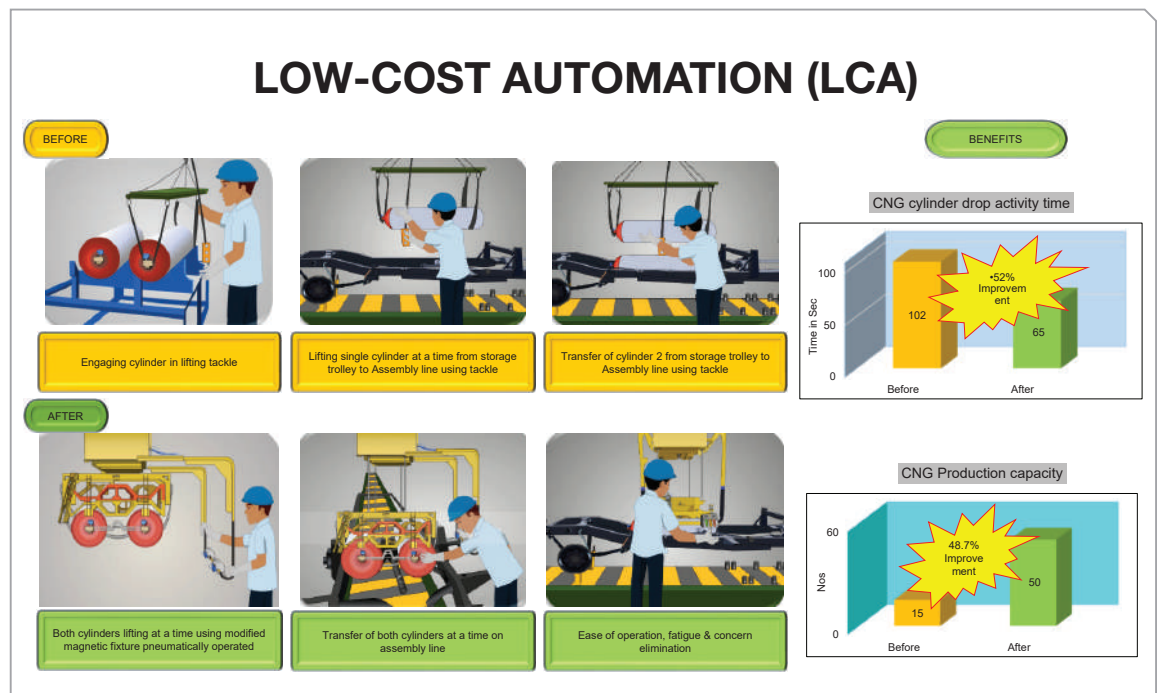 LOW-COST AUTOMATION (LCA)
BEFORE
BENEFITS
Engaging cylinder in lifting tackle
Lifting single cylinder at a time from storage
trolley to Assembly line using tackle
Transfer of cylinder 2 from storage trolley to
Assembly line using tackle
CNG cylinder drop activity time
Time in Sec
100
50
0
102
•52%
Improvem
ent
65
Before
After
AFTER
Both cylinders lifting at a time using modified
magnetic fixture pneumatically operated
Transfer of both cylinders at a time on
assembly line
Ease of operation, fatigue & concern
elimination
CNG Production capacity
Nos
60
0
15
48.7%
Improve
ment
50
Before
After